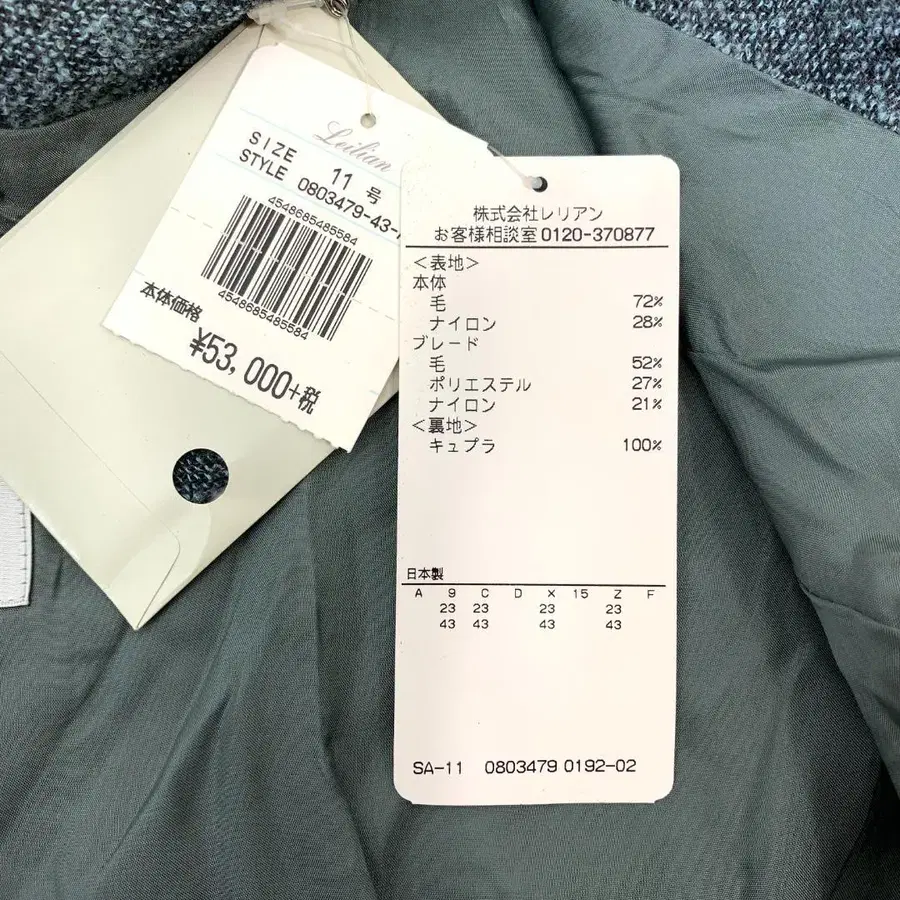 Leilian
SIZE 11 号
STYLE 0803479-43-
4548685485584
4548685485584
本体価格
¥53,000+税
株式会社レリアン
お客様相談室0120-370877
<表地>
本体
毛 72%
ナイロン 28%
ブレード
毛 52%
ポリエステル 27%
ナイロン 21%
<裏地>
キュプラ 100%
日本製
A 9 C D X 15 Z F
23 23 23 23
43 43 43 43
SA-11 0803479 0192-02